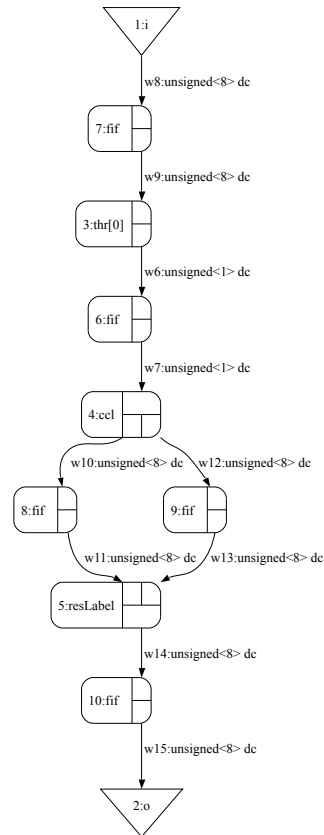 1:i
w8:unsigned<8> dc
7:fif
w9:unsigned<8> dc
3:thr[0]
w6:unsigned<1> dc
6:fif
w7:unsigned<1> dc
4:ccl
w10:unsigned<8> dc
w12:unsigned<8> dc
8:fif
9:fif
w11:unsigned<8> dc
w13:unsigned<8> dc
5:resLabel
w14:unsigned<8> dc
10:fif
w15:unsigned<8> dc
2:o